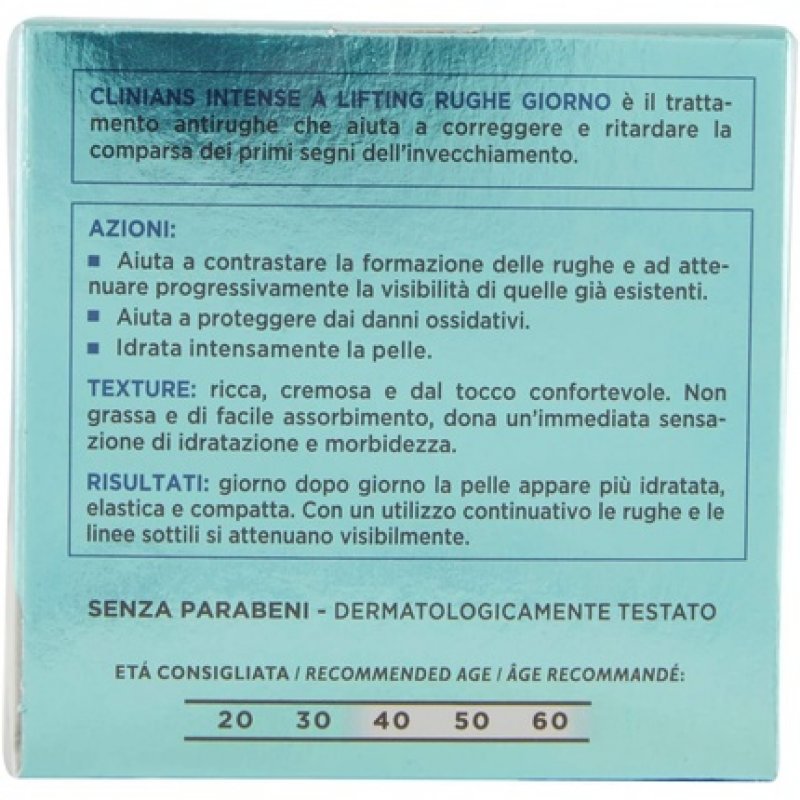 CLINIANS INTENSE A LIFTING RUGHE GIORNO è il tratta-
mento antirughe che aiuta a correggere e ritardare la
comparsa dei primi segni dell'invecchiamento.
AZIONI:
▪ Aiuta a contrastare la formazione delle rughe e ad atte-
nuare progressivamente la visibilità di quelle già esistenti.
▪ Aiuta a proteggere dai danni ossidativi.
▪ Idrata intensamente la pelle.
TEXTURE: ricca, cremosa e dal tocco confortevole. Non
grassa e di facile assorbimento, dona un'immediata sensa-
zione di idratazione e morbidezza.
RISULTATI: giorno dopo giorno la pelle appare più idratata,
elastica e compatta. Con un utilizzo continuativo le rughe e le
linee sottili si attenuano visibilmente.
SENZA PARABENI - DERMATOLOGICAMENTE TESTATO
ETÁ CONSIGLIATA / RECOMMENDED AGE / ÂGE RECOMMANDÉ:
20 30 40 50 60